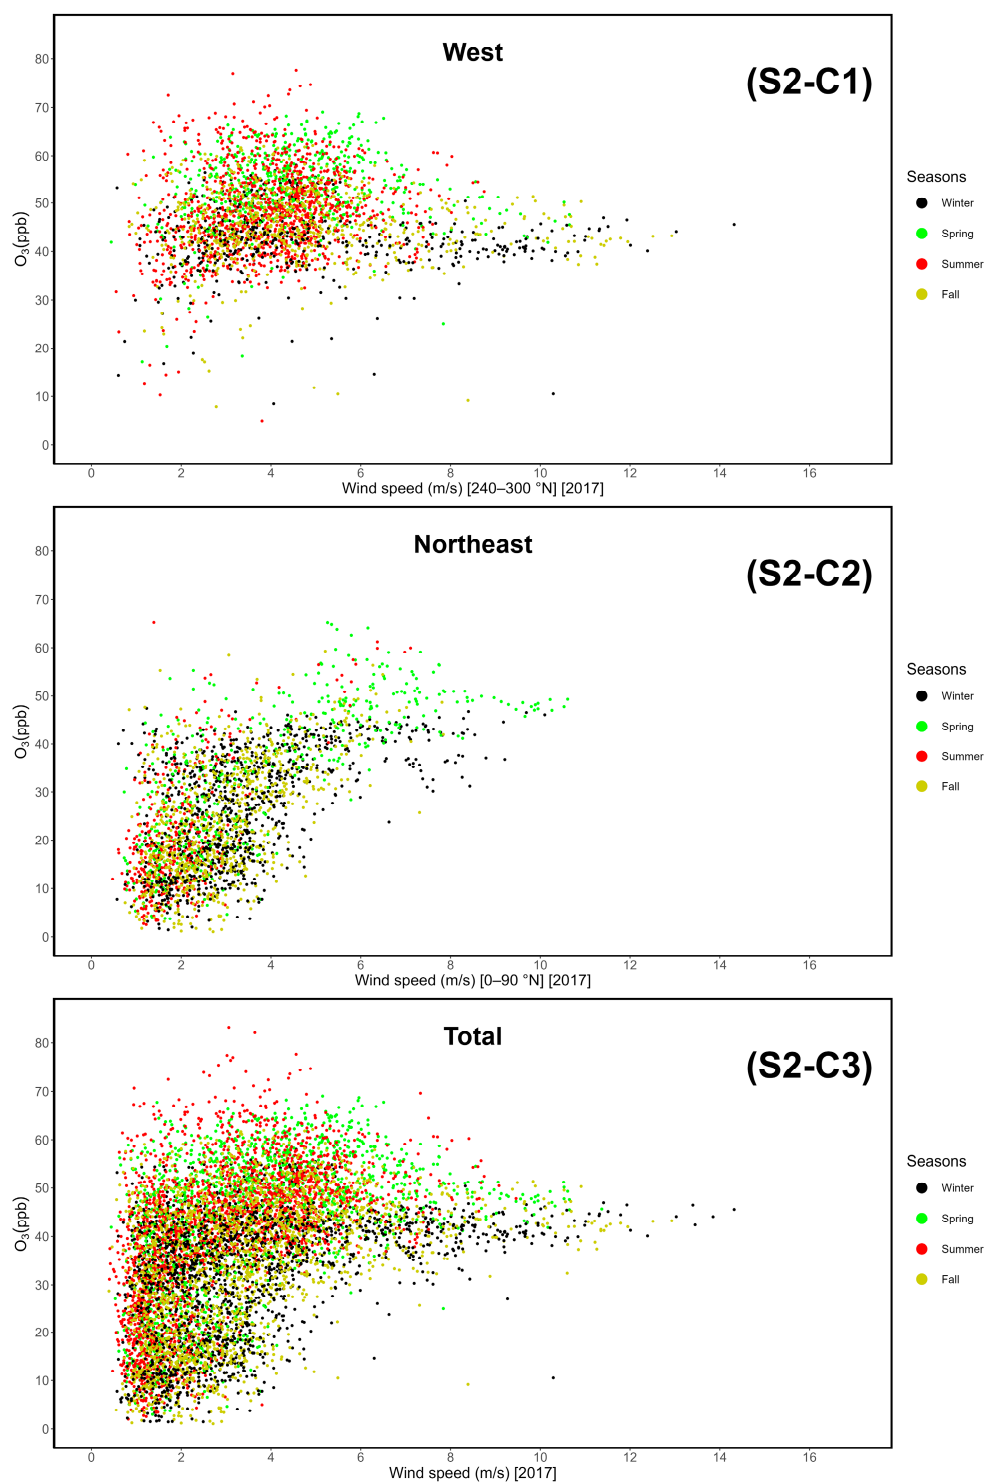 West
(S2-C1)
80
70
60
50
40
30
20
10
0
O₃(ppb)
0 2 4 6 8 10 12 14 16
Wind speed (m/s) [240–300 °N] [2017]
Seasons
Winter
Spring
Summer
Fall
Northeast
(S2-C2)
80
70
60
50
40
30
20
10
0
O₃(ppb)
0 2 4 6 8 10 12 14 16
Wind speed (m/s) [0–90 °N] [2017]
Seasons
Winter
Spring
Summer
Fall
Total
(S2-C3)
80
70
60
50
40
30
20
10
0
O₃(ppb)
0 2 4 6 8 10 12 14 16
Wind speed (m/s) [2017]
Seasons
Winter
Spring
Summer
Fall